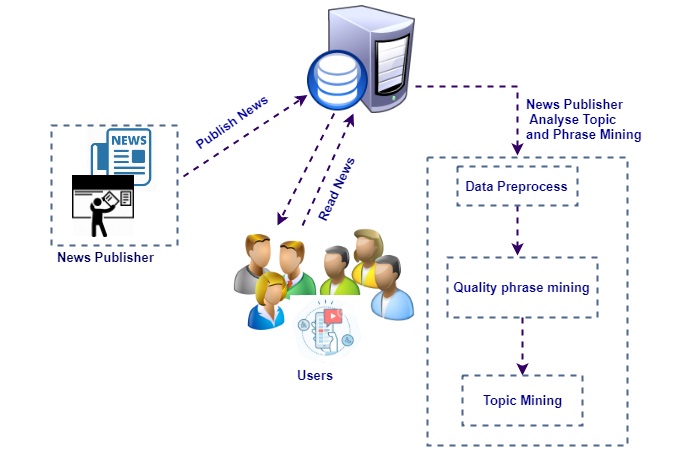 NEWS
News Publisher
Publish News
Read News
Users
News Publisher
Analyse Topic
and Phrase Mining
Data Preprocess
Quality phrase mining
Topic Mining